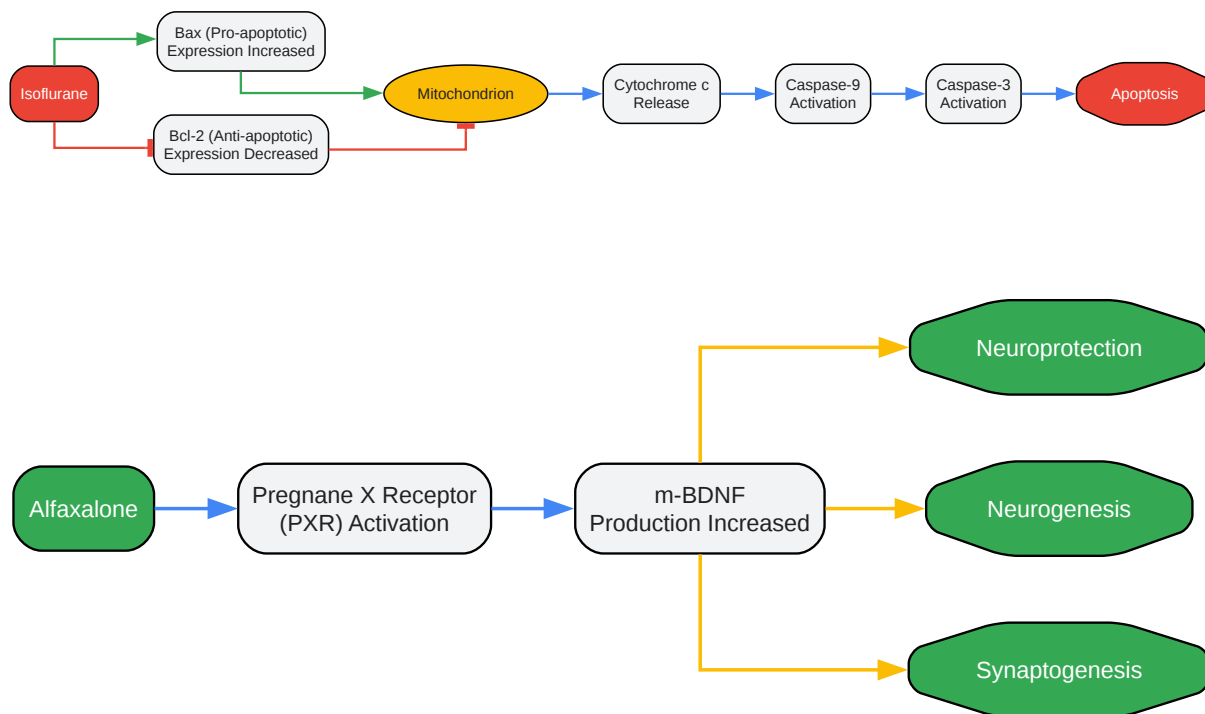 Bax (Pro-apoptotic)
Expression Increased
Isoflurane
Bcl-2 (Anti-apoptotic)
Expression Decreased
Mitochondrion
Cytochrome c
Release
Caspase-9
Activation
Caspase-3
Activation
Apoptosis
Alfaxalone
Pregnane X Receptor
(PXR) Activation
m-BDNF
Production Increased
Neuroprotection
Neurogenesis
Synaptogenesis